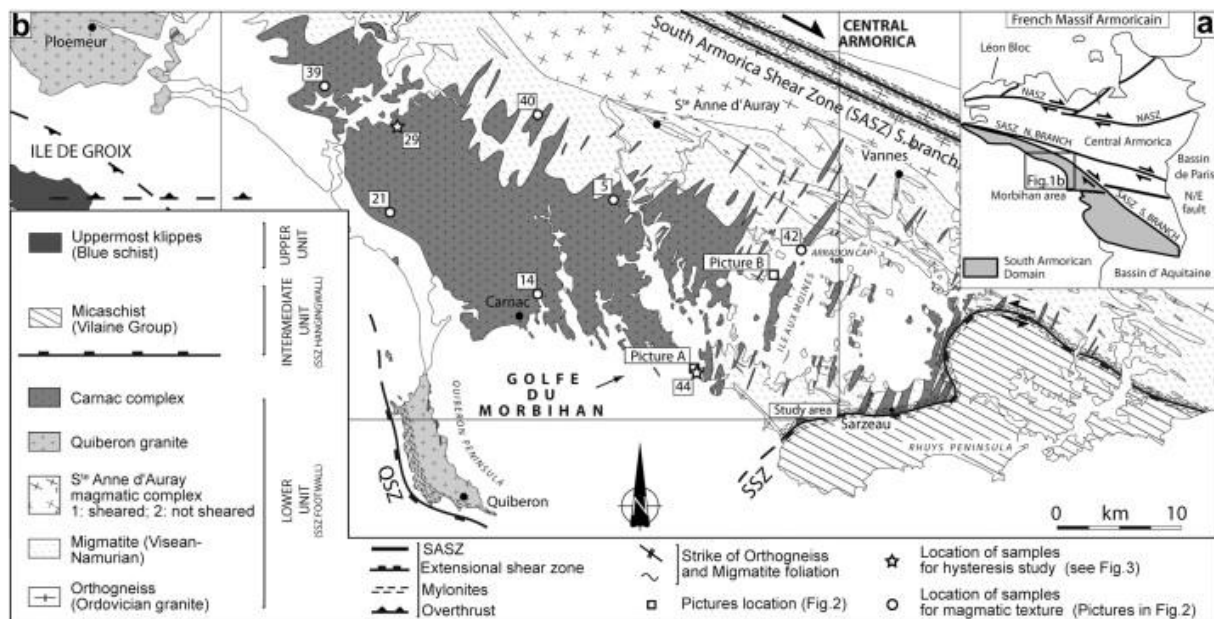 b
Ploemeur
39
40
29
21
5
14
42
44
ILE DE GROIX
CENTRAL
ARMORICA
South Armorica Shear Zone (SASZ) S. branch
Ste Anne d'Auray
Vannes
ARRADON CAP
Picture B
ILE AUX MOINES
Carnac
Picture A
GOLFE
DU
MORBIHAN
Study area
Sarzeau
RHUYS PENINSULA
SSZ
QSZ
QUIBERON PENINSULA
Quiberon
N
0 km 10
a
French Massif Armoricain
Léon Bloc
NASZ
NASZ
SASZ N. BRANCH
Central Armorica
Bassin
de Paris
Fig.1b
Morbihan area
N/E
fault
SASZ S. BRANCH
South Armorican
Domain
Bassin d'Aquitaine
Uppermost klippes
(Blue schist)
UPPER
UNIT
Micaschist
(Vilaine Group)
INTERMEDIATE
UNIT
(SSZ HANGINGWALL)
Carnac complex
Quiberon granite
Ste Anne d'Auray
magmatic complex
1: sheared; 2: not sheared
Migmatite (Visean-
Namurian)
Orthogneiss
(Ordovician granite)
LOWER
UNIT
(SSZ FOOTWALL)
SASZ
Extensional shear zone
Mylonites
Overthrust
Strike of Orthogneiss
and Migmatite foliation
Pictures location (Fig.2)
Location of samples
for hysteresis study (see Fig.3)
Location of samples
for magmatic texture (Pictures in Fig.2)